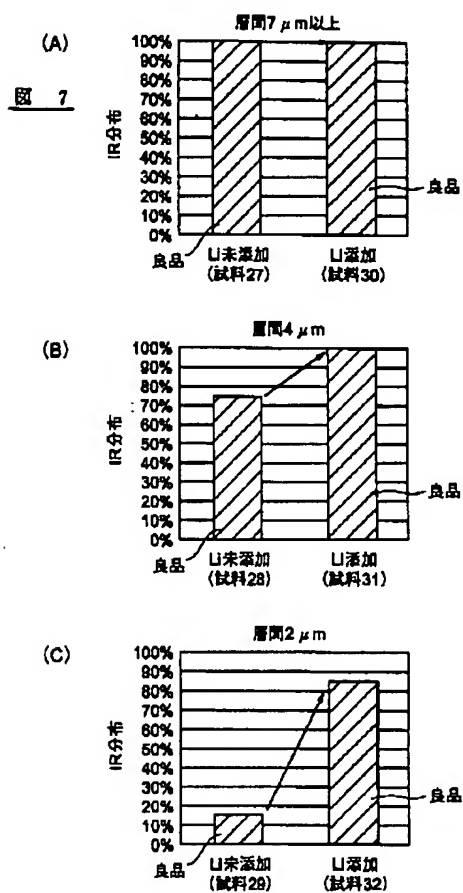 図 7
(A)
層間7 μm以上
100%
90%
80%
70%
60%
50%
40%
30%
20%
10%
0%
IR分布
良品
良品
Li未添加
(試料27)
Li添加
(試料30)
(B)
層間4 μm
100%
90%
80%
70%
60%
50%
40%
30%
20%
10%
0%
IR分布
良品
良品
Li未添加
(試料28)
Li添加
(試料31)
(C)
層間2 μm
100%
90%
80%
70%
60%
50%
40%
30%
20%
10%
0%
IR分布
良品
良品
Li未添加
(試料29)
Li添加
(試料32)